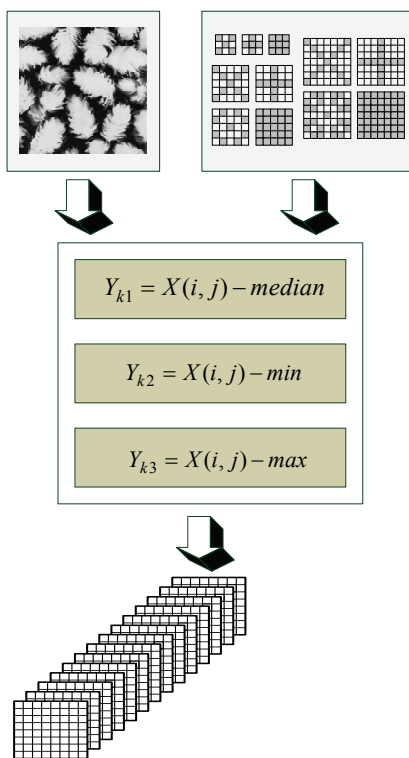 Y_{k1} = X(i, j) − median
Y_{k2} = X(i, j) − min
Y_{k3} = X(i, j) − max